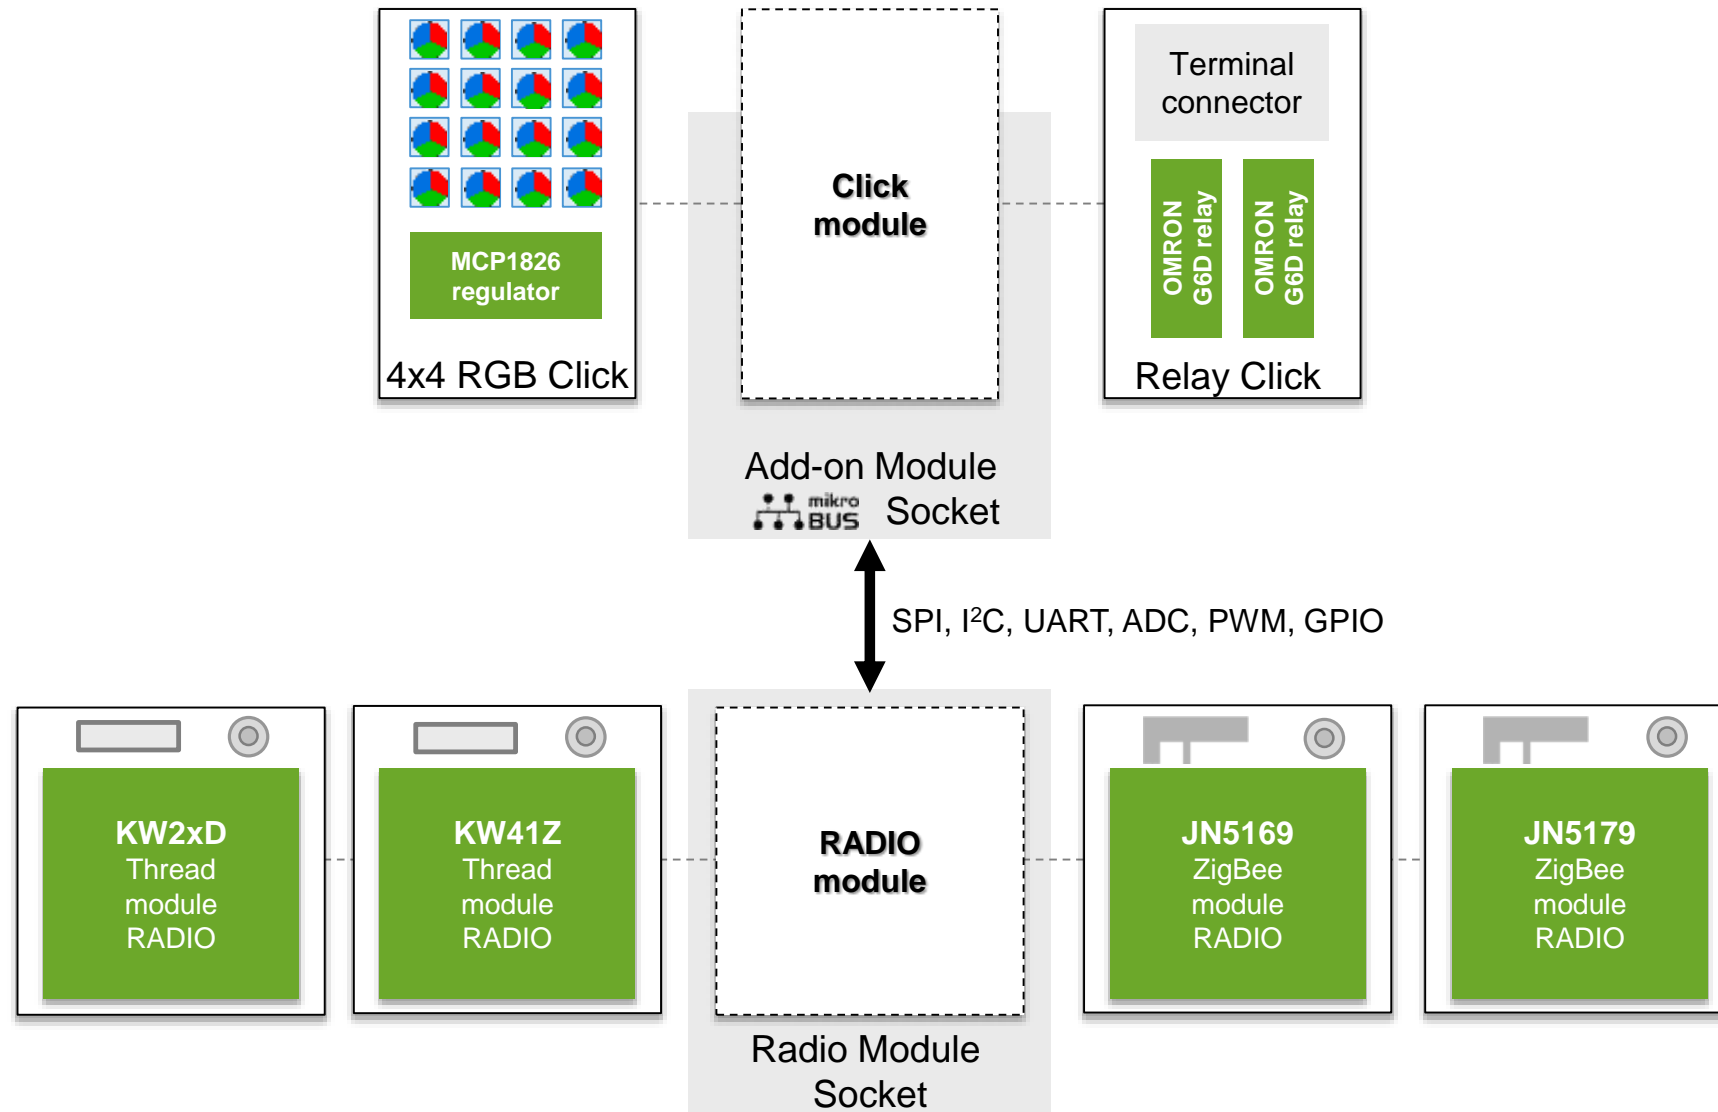 MCP1826
regulator
4x4 RGB Click
Click
module
Terminal
connector
OMRON
G6D relay
OMRON
G6D relay
Relay Click
Add-on Module
mikro
BUS
Socket
SPI, I²C, UART, ADC, PWM, GPIO
KW2xD
Thread
module
RADIO
KW41Z
Thread
module
RADIO
RADIO
module
JN5169
ZigBee
module
RADIO
JN5179
ZigBee
module
RADIO
Radio Module
Socket